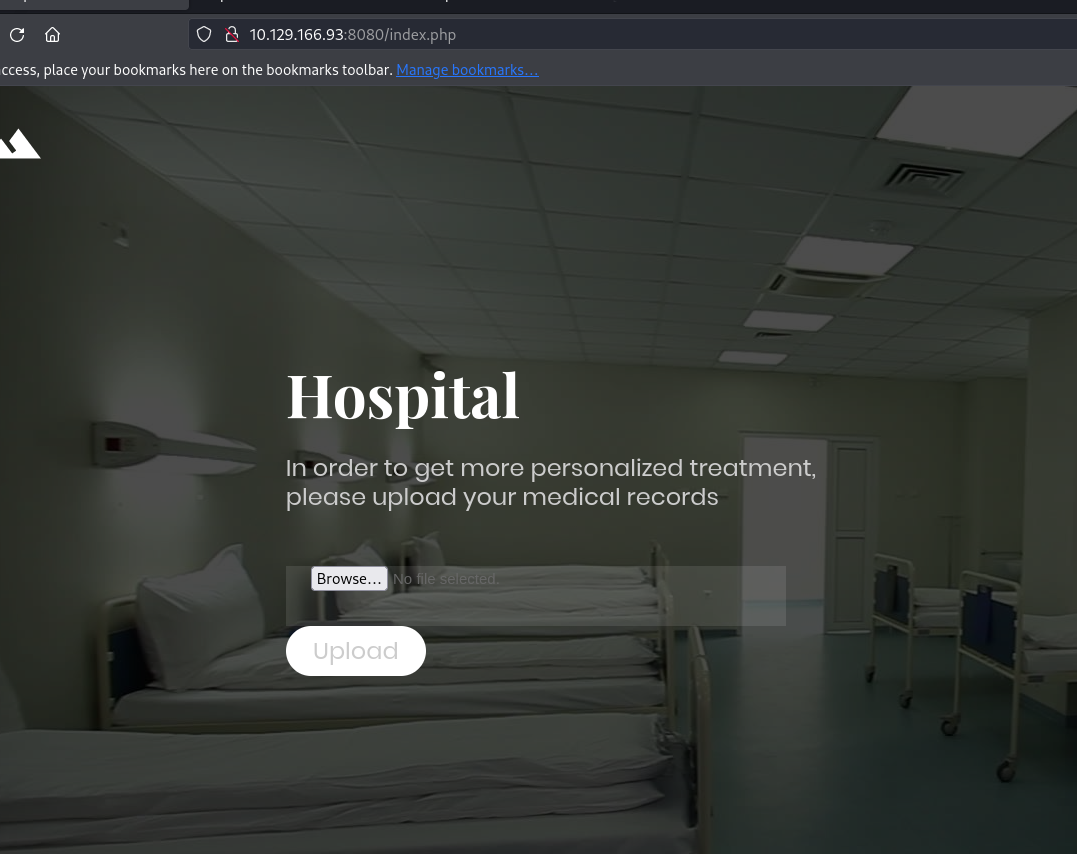 10.129.166.93:8080/index.php
access, place your bookmarks here on the bookmarks toolbar. Manage bookmarks...
Hospital
In order to get more personalized treatment,
please upload your medical records
Browse... No file selected.
Upload